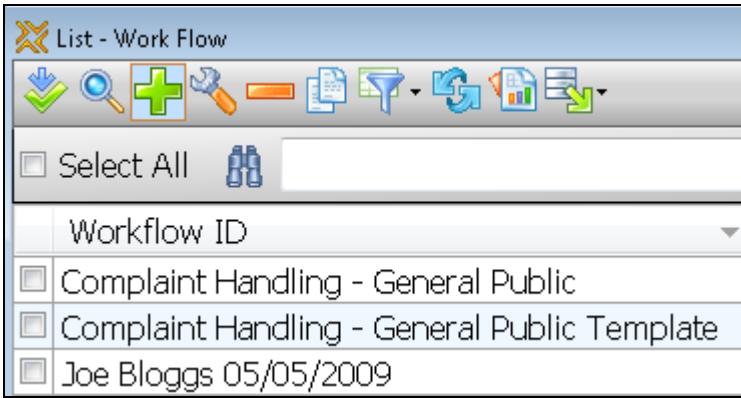 List - Work Flow
Select All
Workflow ID
Complaint Handling - General Public
Complaint Handling - General Public Template
Joe Bloggs 05/05/2009